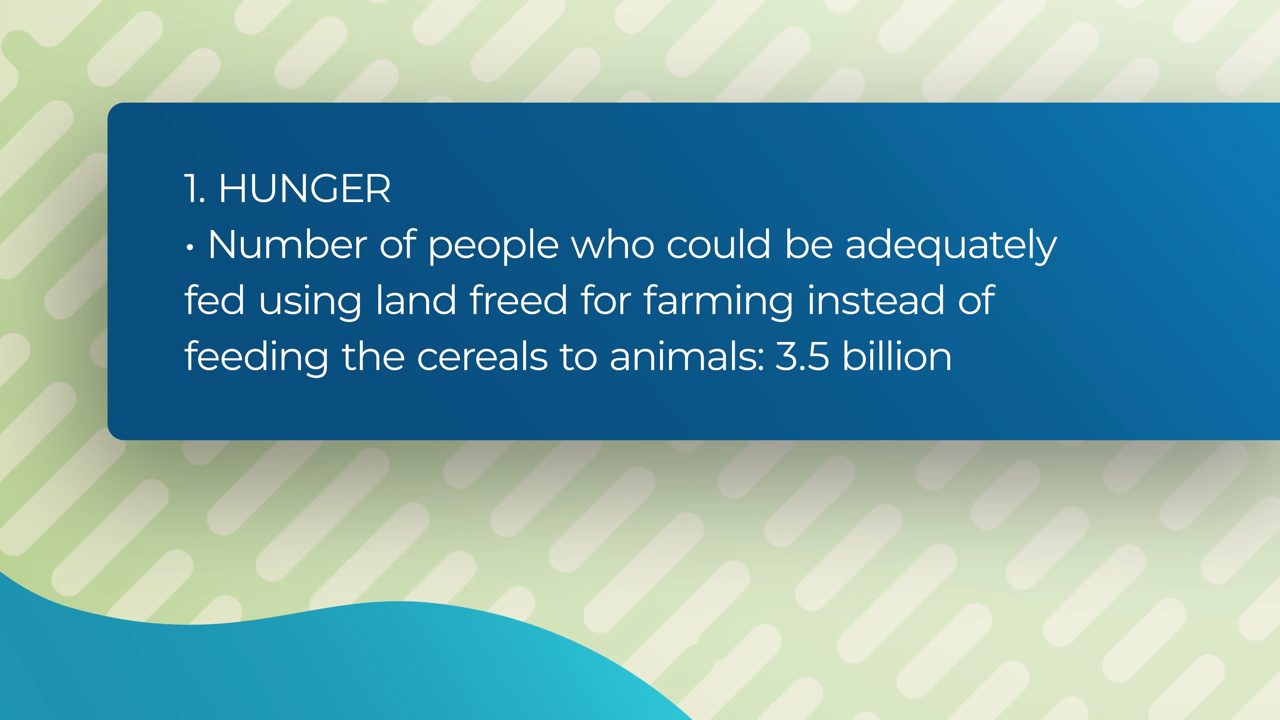 1. HUNGER
• Number of people who could be adequately
fed using land freed for farming instead of
feeding the cereals to animals: 3.5 billion